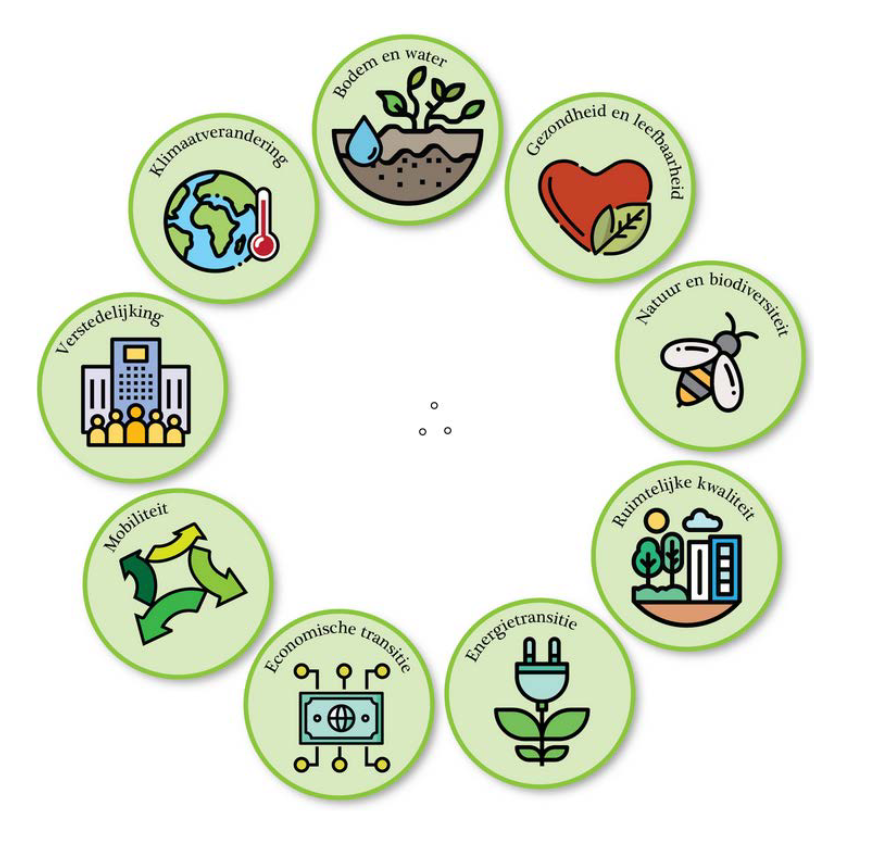 Bodem en water
Gezondheid en leefbaarheid
Natuur en biodiversiteit
Ruimtelijke kwaliteit
Energietransitie
Economische transitie
Mobiliteit
Verstedelijking
Klimaatverandering